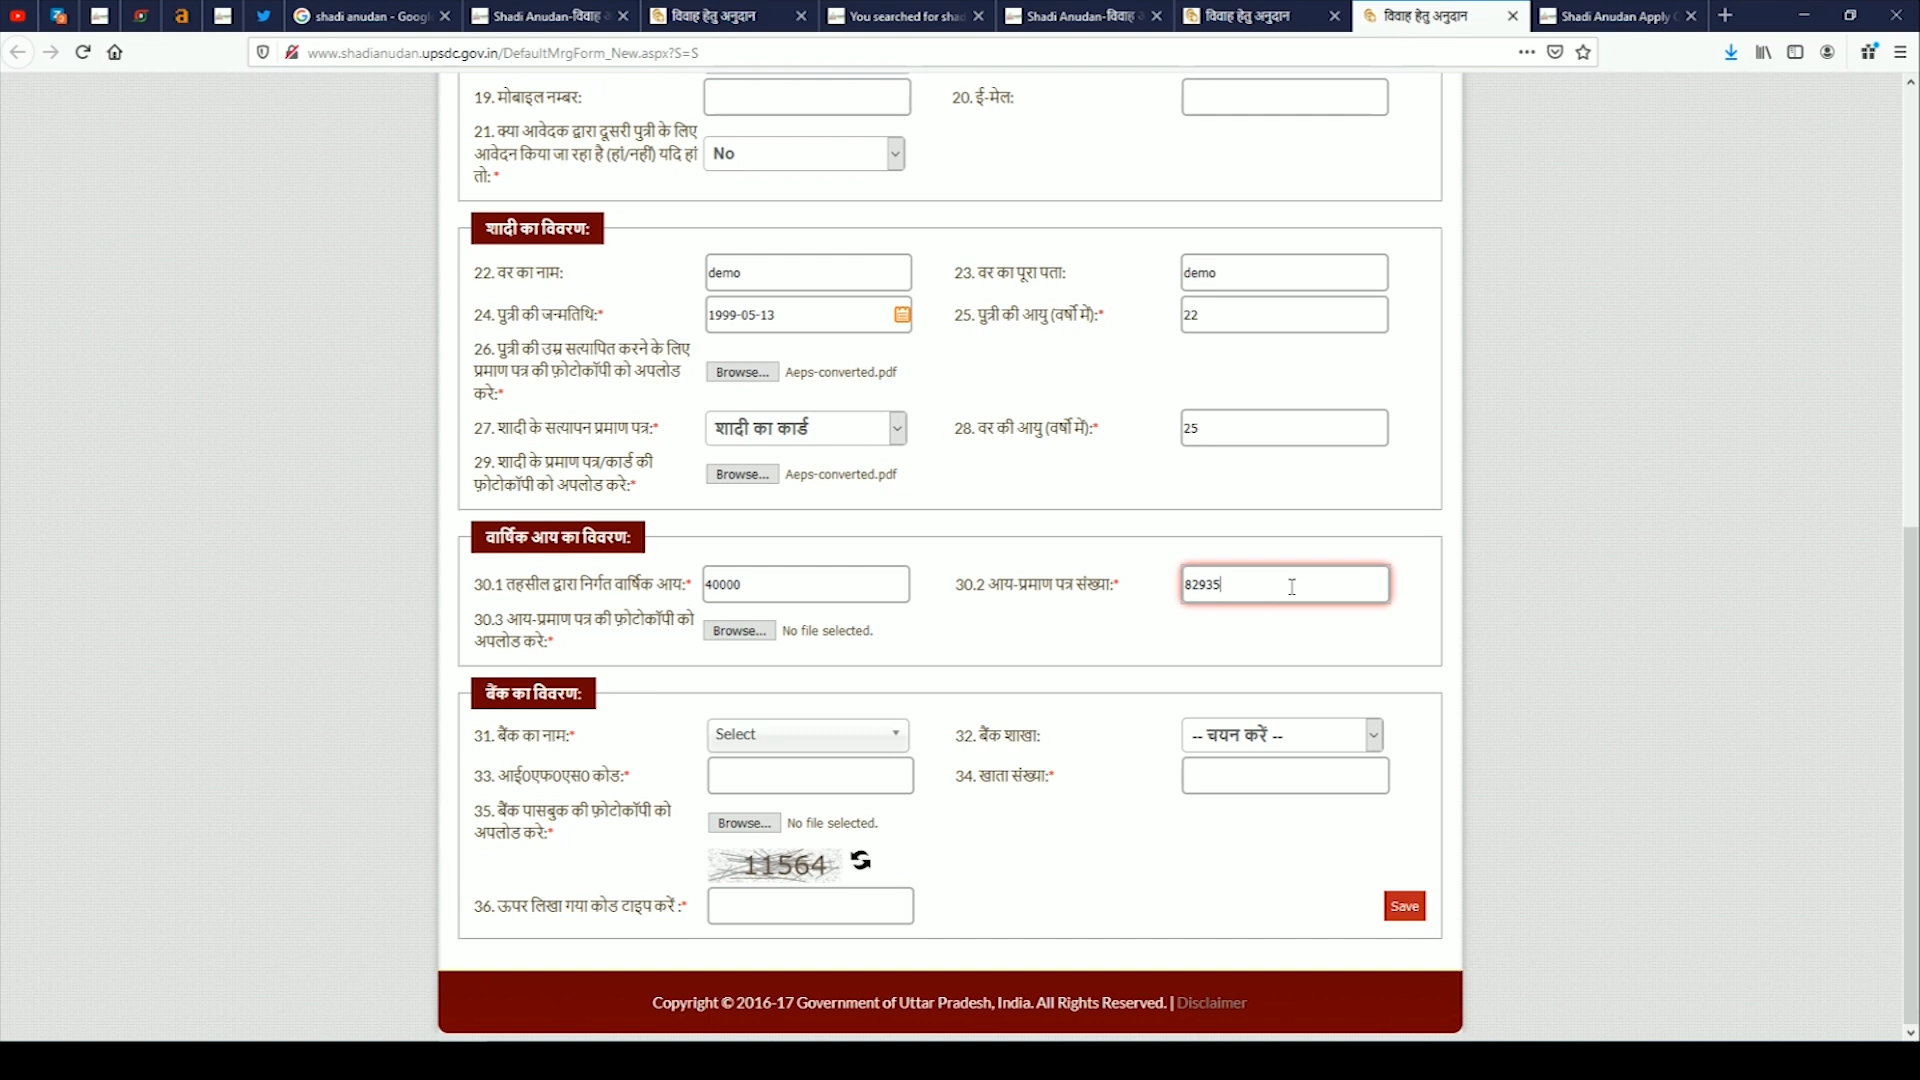 shadi anudan - Googl
Shadi Anudan-विवाह
विवाह हेतु अनुदान
You searched for shad
Shadi Anudan-विवाह
विवाह हेतु अनुदान
विवाह हेतु अनुदान
Shadi Anudan Apply
www.shadianudan.upsdc.gov.in/DefaultMrgForm_New.aspx?S=S
19. मोबाइल नम्बर:
20. ई-मेल:
21. क्या आवेदक द्वारा दूसरी पुत्री के लिए
आवेदन किया जा रहा है (हां/नहीं) यदि हां
तो: *
No
शादी का विवरण:
22. वर का नाम:
demo
23. वर का पूरा पता:
demo
24. पुत्री की जन्मतिथि:*
1999-05-13
25. पुत्री की आयु (वर्षो में):*
22
26. पुत्री की उम्र सत्यापित करने के लिए
प्रमाण पत्र की फ़ोटोकॉपी को अपलोड
करे:*
Browse... Aeps-converted.pdf
27. शादी के सत्यापन प्रमाण पत्र:*
शादी का कार्ड
28. वर की आयु (वर्षो में):*
25
29. शादी के प्रमाण पत्र/कार्ड की
फ़ोटोकॉपी को अपलोड करे:*
Browse... Aeps-converted.pdf
वार्षिक आय का विवरण:
30.1 तहसील द्वारा निर्गत वार्षिक आय:*
40000
30.2 आय-प्रमाण पत्र संख्या:*
82935
30.3 आय-प्रमाण पत्र की फ़ोटोकॉपी को
अपलोड करे:*
Browse... No file selected.
बैंक का विवरण:
31. बैंक का नाम:*
Select
32. बैंक शाखा:
-- चयन करें --
33. आई0एफ0एस0 कोड:*
34. खाता संख्या:*
35. बैंक पासबुक की फ़ोटोकॉपी को
अपलोड करे:*
Browse... No file selected.
11564
36. ऊपर लिखा गया कोड टाइप करें :*
Save
Copyright © 2016-17 Government of Uttar Pradesh, India. All Rights Reserved. | Disclaimer